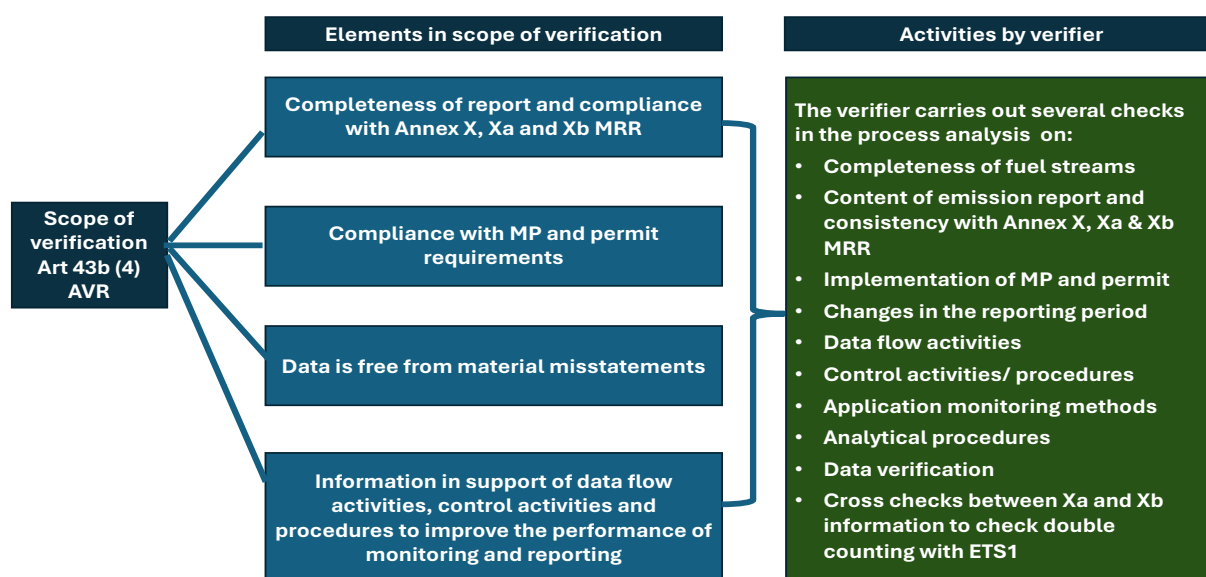 Elements in scope of verification
Activities by verifier
Scope of
verification
Art 43b (4)
AVR
Completeness of report and compliance
with Annex X, Xa and Xb MRR
Compliance with MP and permit
requirements
Data is free from material misstatements
Information in support of data flow
activities, control activities and
procedures to improve the performance of
monitoring and reporting
The verifier carries out several checks
in the process analysis on:
• Completeness of fuel streams
• Content of emission report and
consistency with Annex X, Xa & Xb
MRR
• Implementation of MP and permit
• Changes in the reporting period
• Data flow activities
• Control activities/ procedures
• Application monitoring methods
• Analytical procedures
• Data verification
• Cross checks between Xa and Xb
information to check double
counting with ETS1